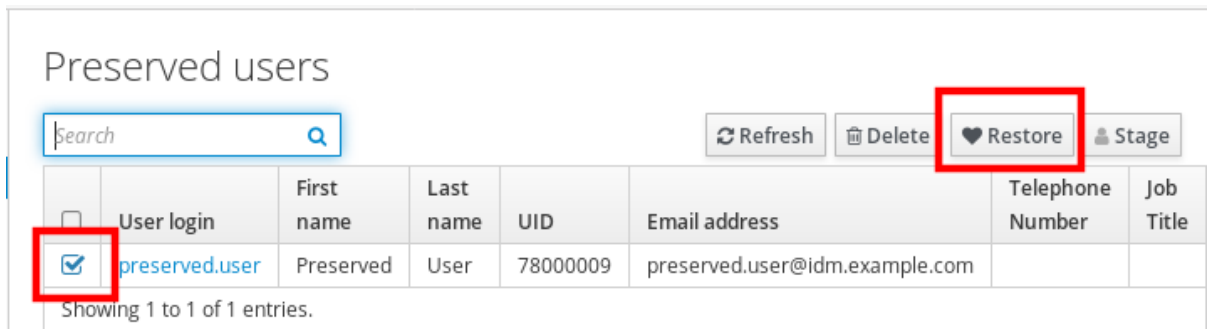 Preserved users
Search Refresh Delete Restore Stage
User login First name Last name UID Email address Telephone Number Job Title
preserved.user Preserved User 78000009 preserved.user@idm.example.com
Showing 1 to 1 of 1 entries.